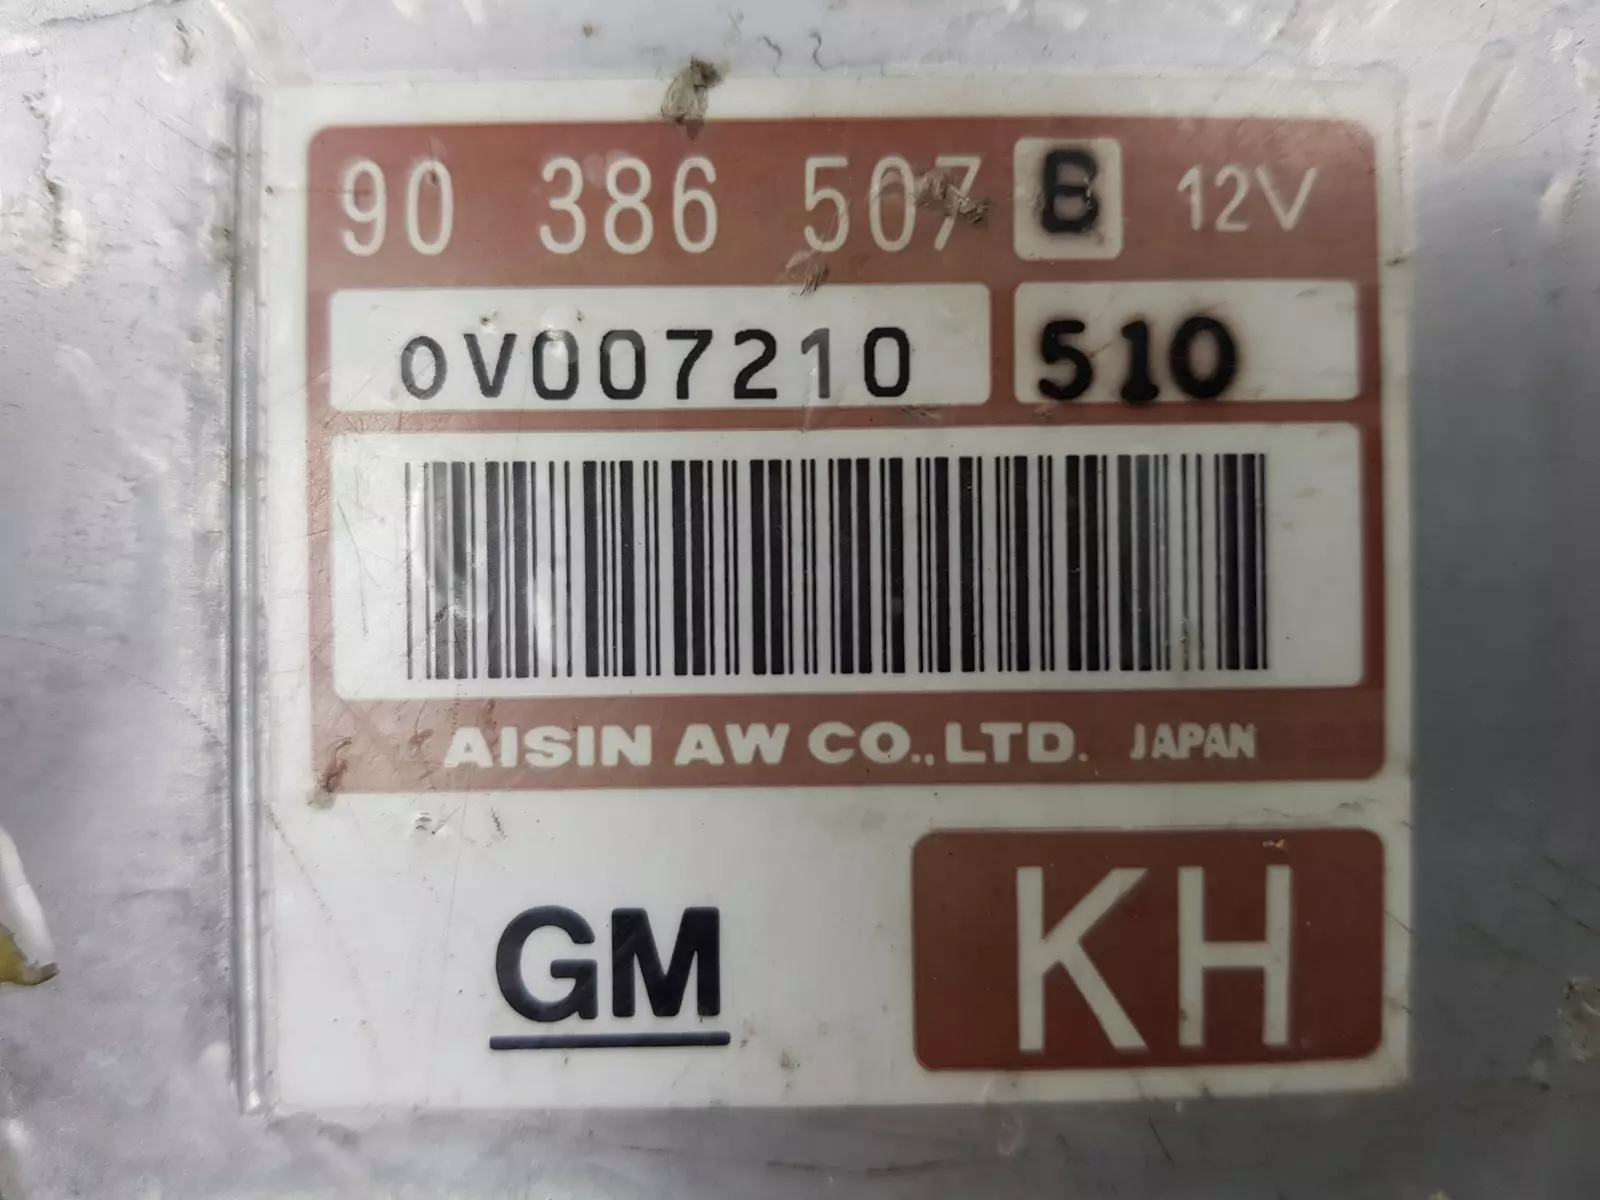 90 386 507 B 12V
0V007210 510
AISIN AW CO.,LTD. JAPAN
GM KH